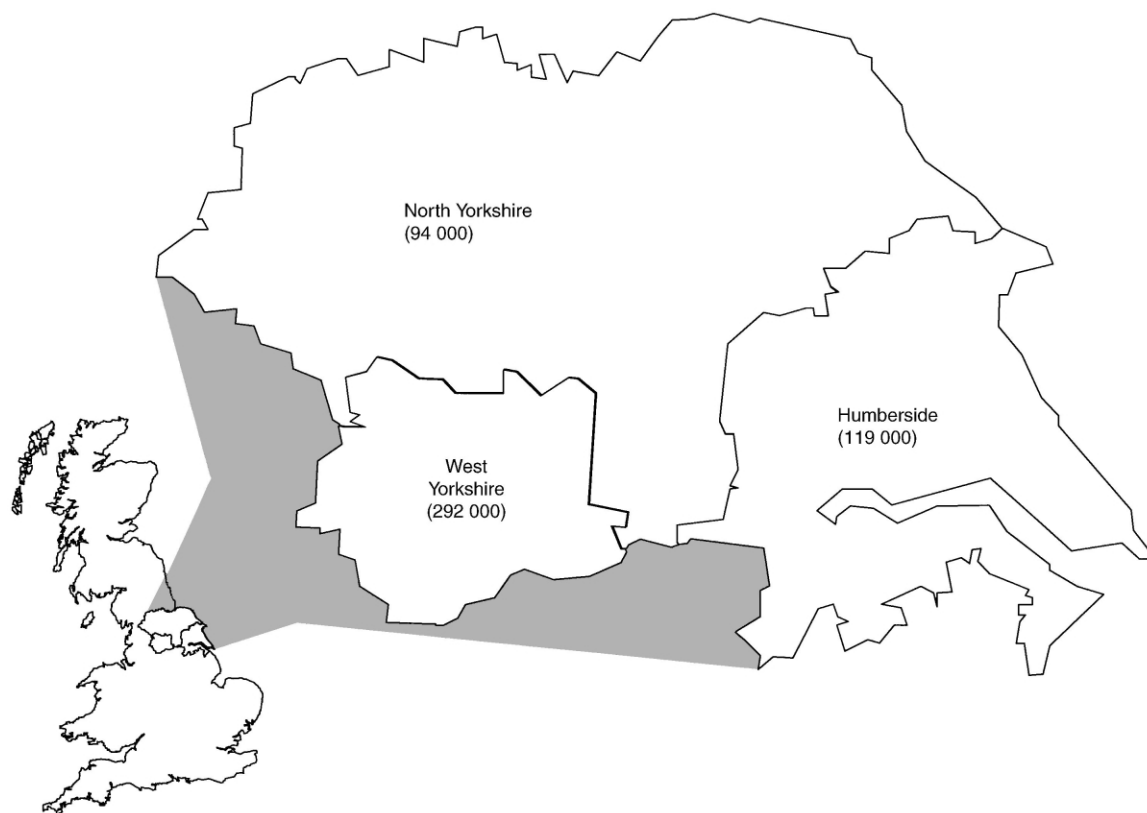 North Yorkshire
(94 000)
Humberside
(119 000)
West
Yorkshire
(292 000)